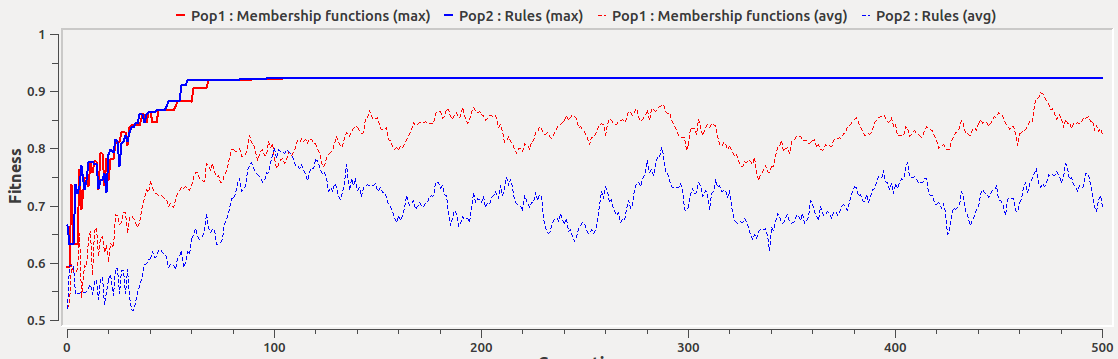 Pop1 : Membership functions (max) Pop2 : Rules (max) Pop1 : Membership functions (avg) Pop2 : Rules (avg)
1
0.9
0.8
0.7
0.6
0.5
Fitness
0 100 200 300 400 500